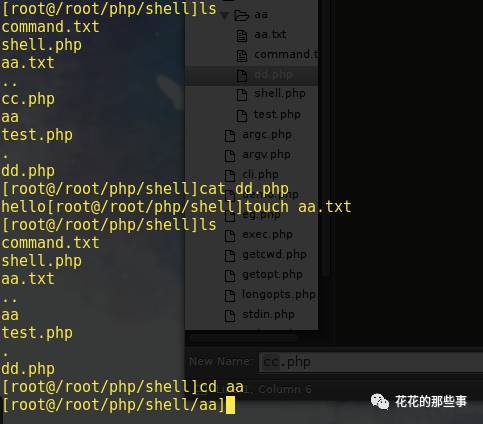 [root@/root/php/shell]ls
command.txt
shell.php
aa.txt
..
cc.php
aa
test.php
.
dd.php
[root@/root/php/shell]cat dd.php
hello[root@/root/php/shell]touch aa.txt
[root@/root/php/shell]ls
command.txt
shell.php
aa.txt
..
aa
test.php
.
dd.php
[root@/root/php/shell]cd aa
[root@/root/php/shell/aa]
aa
aa.txt
command.t
dd.php
shell.php
test.php
argc.php
argv.php
cli.php
eg.php
exec.php
getcwd.php
getopt.php
longopts.php
stdin.php
New Name: cc.php
1, Column 6
花花的那些事